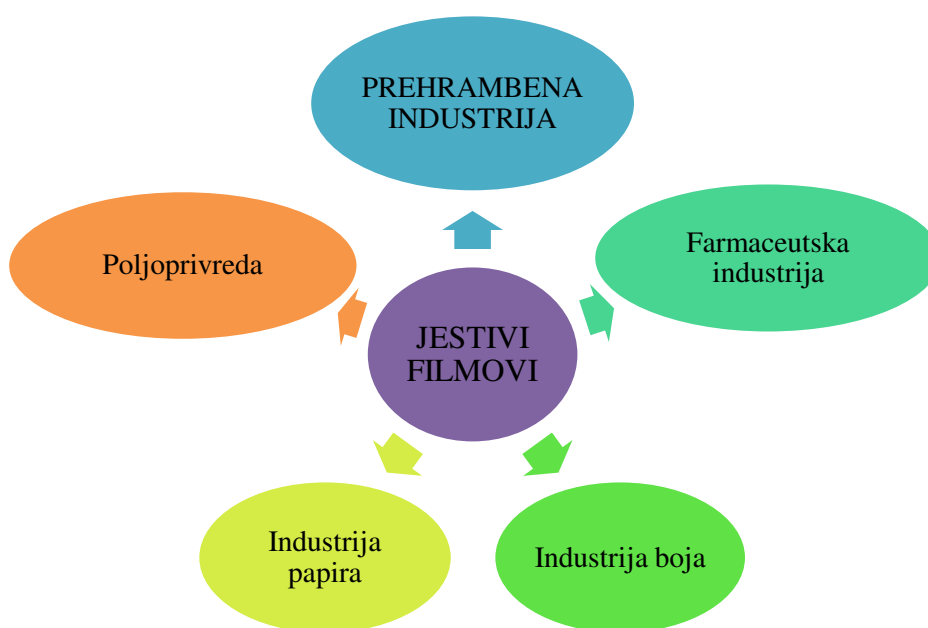 PREHRAMBENA
INDUSTRIJA
Poljoprivreda
Farmaceutska
industrija
JESTIVI
FILMOVI
Industrija
papira
Industrija boja